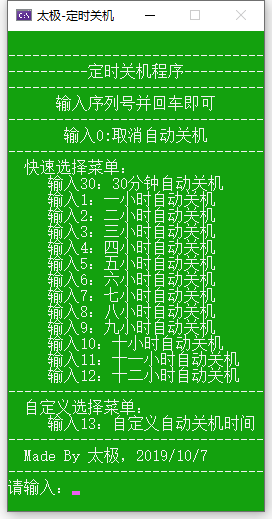 太极-定时关机
--------------------------------
----------定时关机程序----------
--------------------------------
输入序列号并回车即可
--------------------------------
输入0:取消自动关机
--------------------------------
快速选择菜单：
输入30：30分钟自动关机
输入1：一小时自动关机
输入2：二小时自动关机
输入3：三小时自动关机
输入4：四小时自动关机
输入5：五小时自动关机
输入6：六小时自动关机
输入7：七小时自动关机
输入8：八小时自动关机
输入9：九小时自动关机
输入10：十小时自动关机
输入11：十一小时自动关机
输入12：十二小时自动关机
--------------------------------
自定义选择菜单：
输入13：自定义自动关机时间
--------------------------------
Made By 太极，2019/10/7
--------------------------------
请输入：